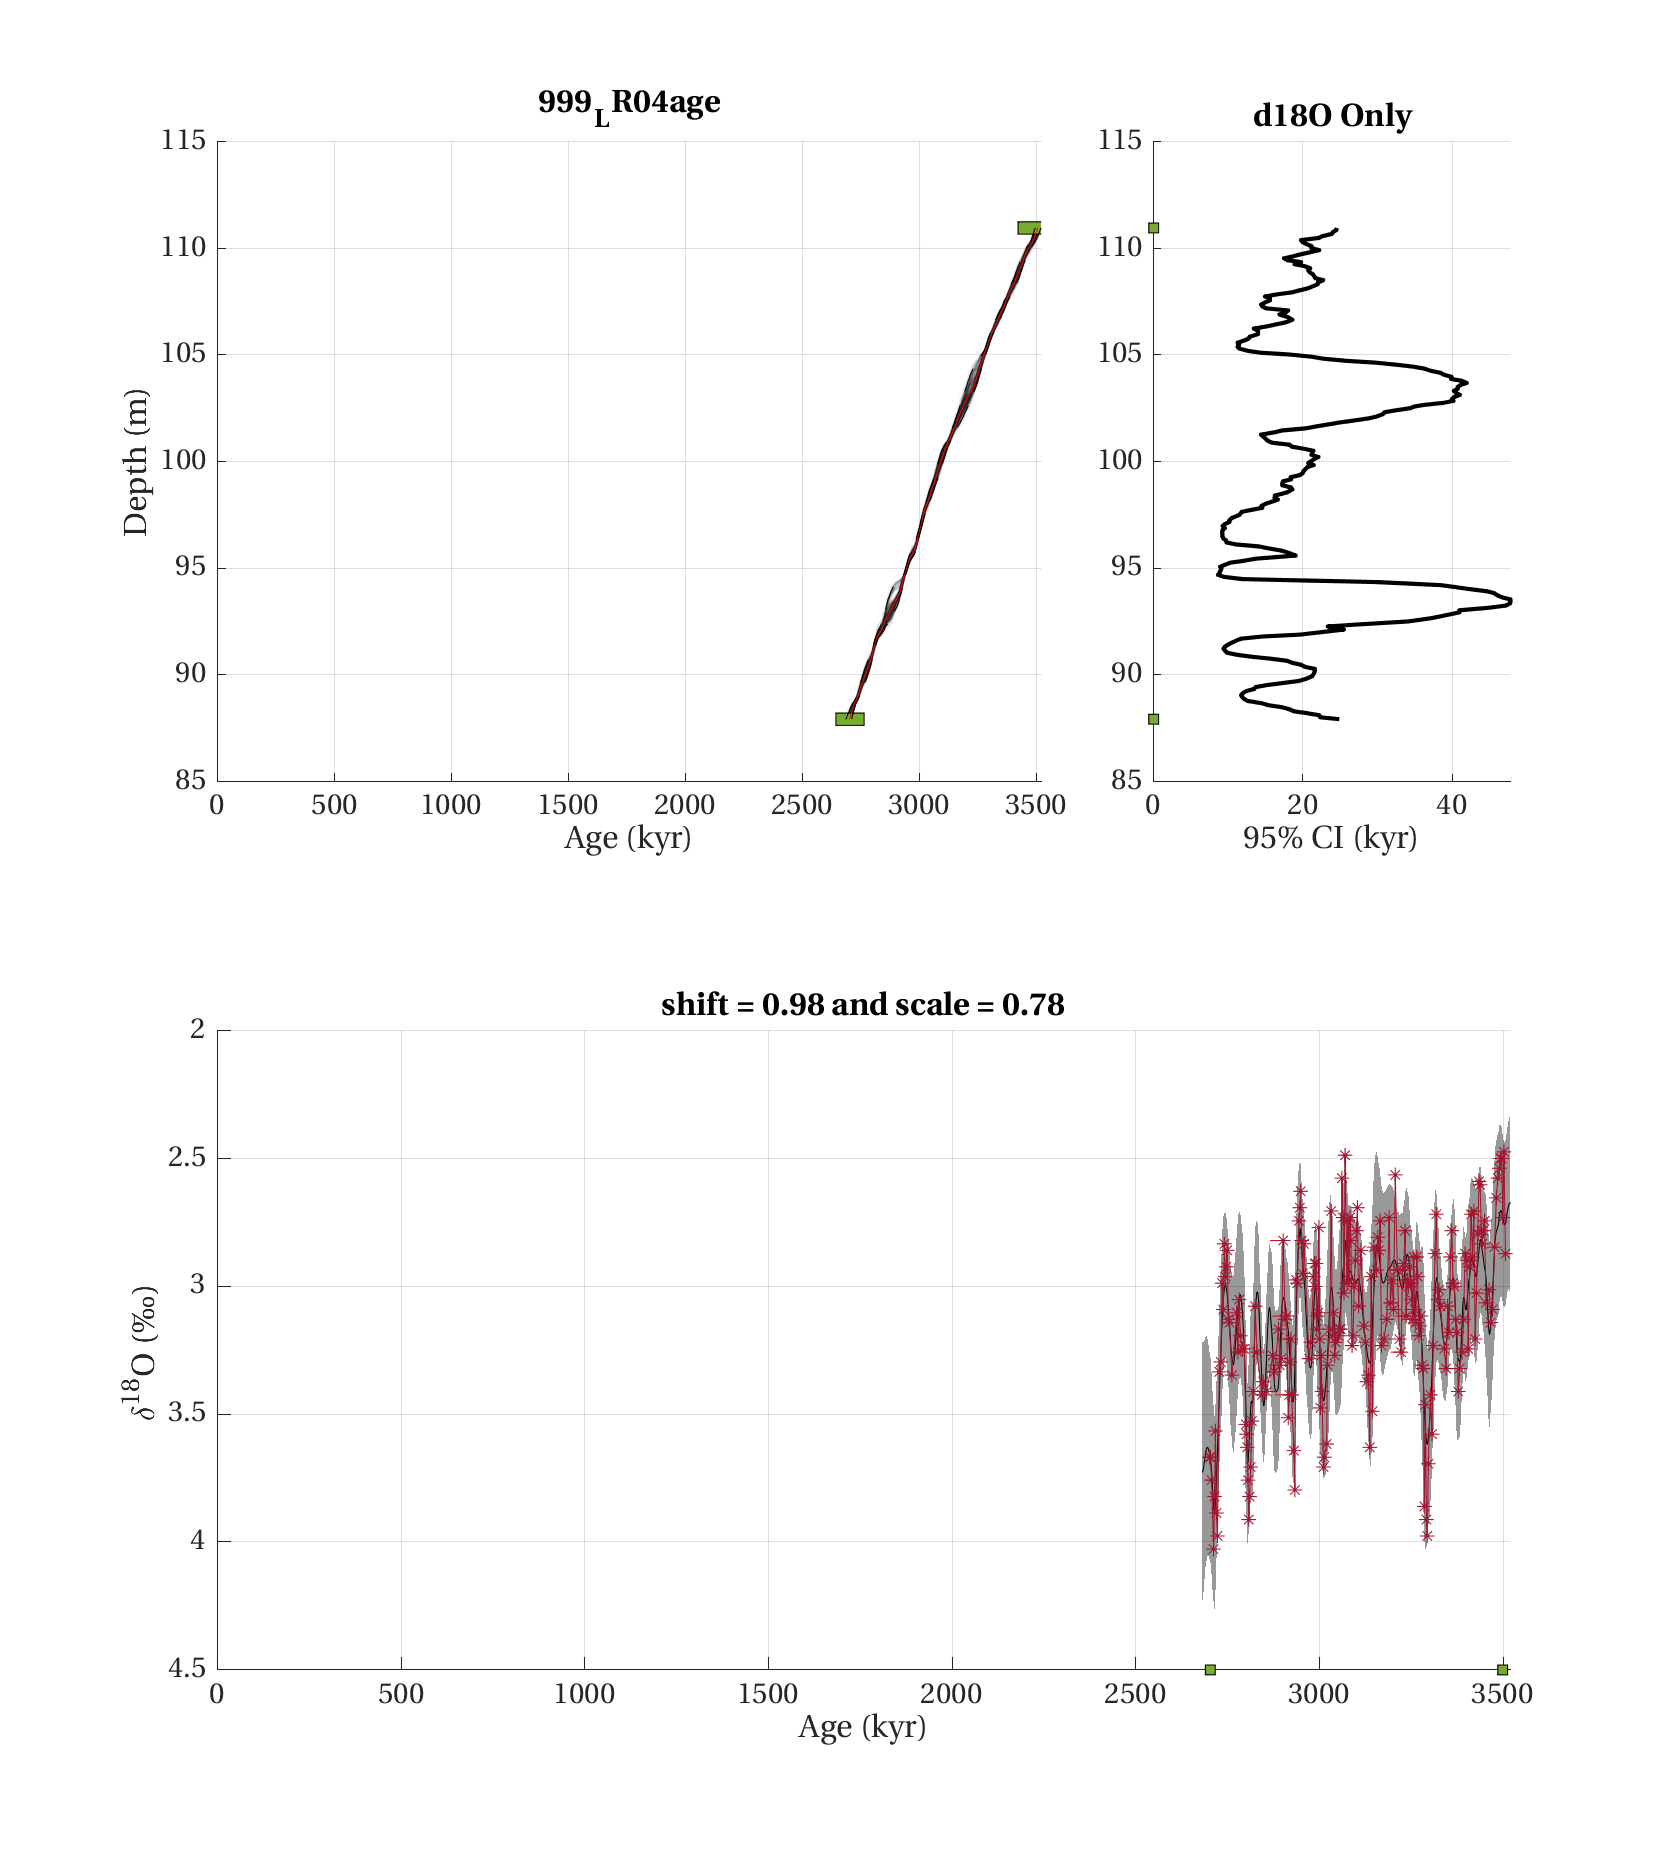 999LR04age
115
110
105
100
95
90
85
Depth (m)
0 500 1000 1500 2000 2500 3000 3500
Age (kyr)
d18O Only
115
110
105
100
95
90
85
0 20 40
95% CI (kyr)
shift = 0.98 and scale = 0.78
2
2.5
3
3.5
4
4.5
δ18O (‰)
0 500 1000 1500 2000 2500 3000 3500
Age (kyr)